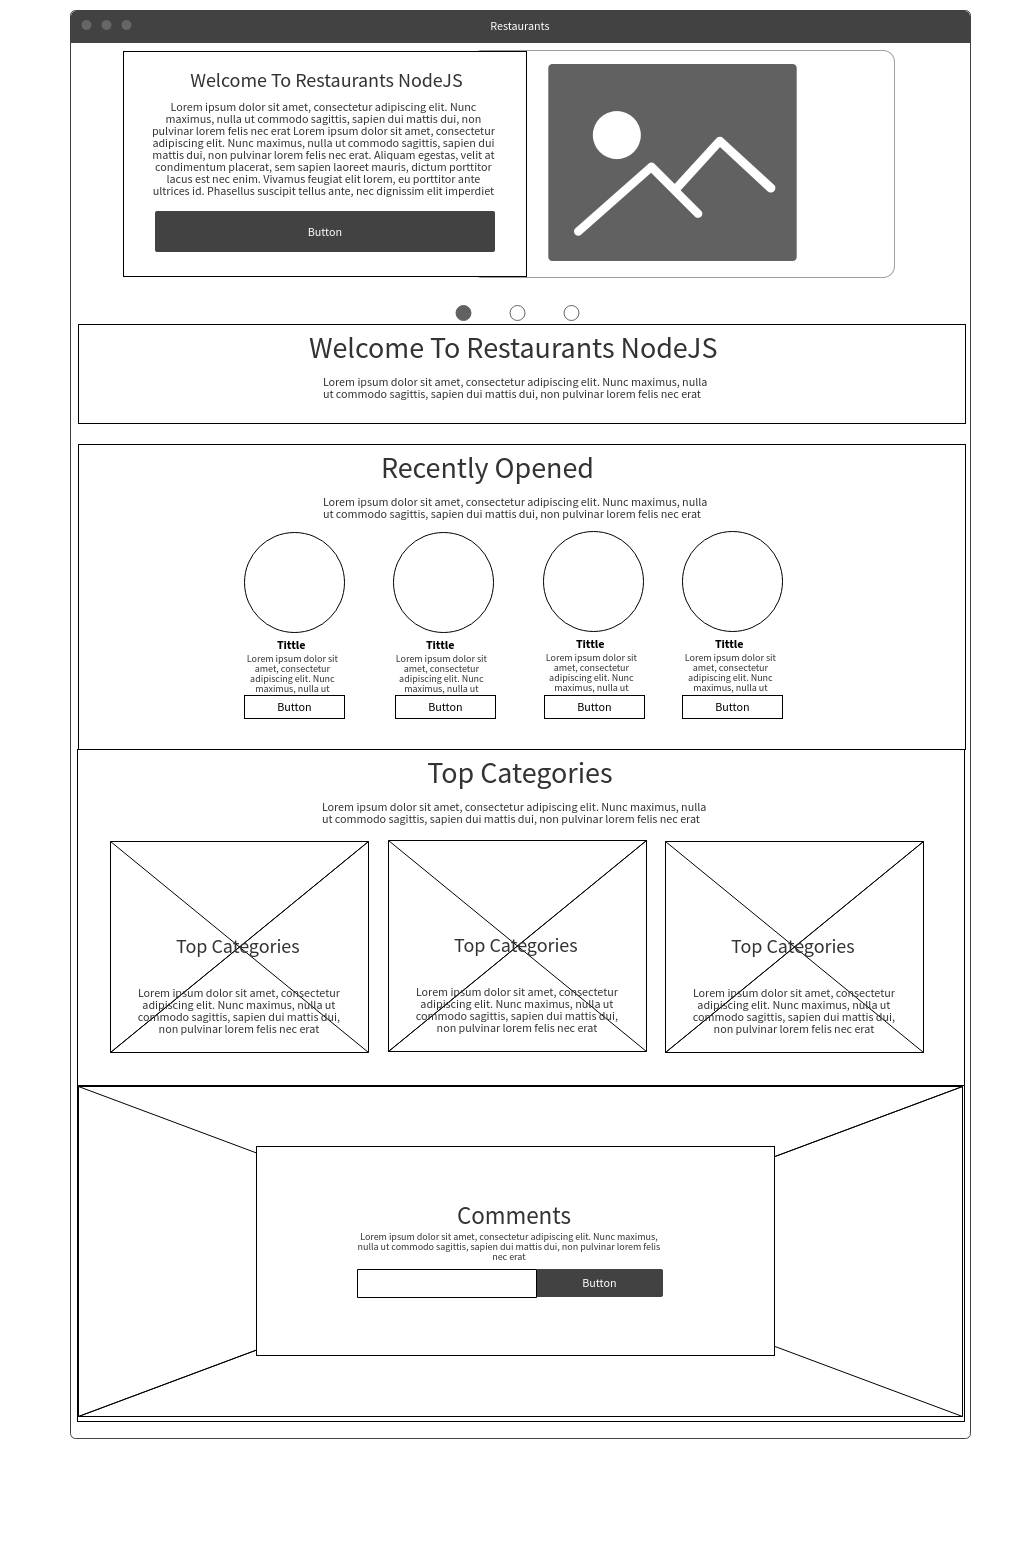 Restaurants
Welcome To Restaurants NodeJS
Lorem ipsum dolor sit amet, consectetur adipiscing elit. Nunc
maximus, nulla ut commodo sagittis, sapien dui mattis dui, non
pulvinar lorem felis nec erat Lorem ipsum dolor sit amet, consectetur
adipiscing elit. Nunc maximus, nulla ut commodo sagittis, sapien dui
mattis dui, non pulvinar lorem felis nec erat. Aliquam egestas, velit at
condimentum placerat, sem sapien laoreet mauris, dictum porttitor
lacus est nec enim. Vivamus feugiat elit lorem, eu porttitor ante
ultrices id. Phasellus suscipit tellus ante, nec dignissim elit imperdiet
Button
Welcome To Restaurants NodeJS
Lorem ipsum dolor sit amet, consectetur adipiscing elit. Nunc maximus, nulla
ut commodo sagittis, sapien dui mattis dui, non pulvinar lorem felis nec erat
Recently Opened
Lorem ipsum dolor sit amet, consectetur adipiscing elit. Nunc maximus, nulla
ut commodo sagittis, sapien dui mattis dui, non pulvinar lorem felis nec erat
Tittle
Lorem ipsum dolor sit
amet, consectetur
adipiscing elit. Nunc
maximus, nulla ut
Button
Tittle
Lorem ipsum dolor sit
amet, consectetur
adipiscing elit. Nunc
maximus, nulla ut
Button
Tittle
Lorem ipsum dolor sit
amet, consectetur
adipiscing elit. Nunc
maximus, nulla ut
Button
Tittle
Lorem ipsum dolor sit
amet, consectetur
adipiscing elit. Nunc
maximus, nulla ut
Button
Top Categories
Lorem ipsum dolor sit amet, consectetur adipiscing elit. Nunc maximus, nulla
ut commodo sagittis, sapien dui mattis dui, non pulvinar lorem felis nec erat
Top Categories
Lorem ipsum dolor sit amet, consectetur
adipiscing elit. Nunc maximus, nulla ut
commodo sagittis, sapien dui mattis dui,
non pulvinar lorem felis nec erat
Top Categories
Lorem ipsum dolor sit amet, consectetur
adipiscing elit. Nunc maximus, nulla ut
commodo sagittis, sapien dui mattis dui,
non pulvinar lorem felis nec erat
Top Categories
Lorem ipsum dolor sit amet, consectetur
adipiscing elit. Nunc maximus, nulla ut
commodo sagittis, sapien dui mattis dui,
non pulvinar lorem felis nec erat
Comments
Lorem ipsum dolor sit amet, consectetur adipiscing elit. Nunc maximus,
nulla ut commodo sagittis, sapien dui mattis dui, non pulvinar lorem felis
nec erat
Button